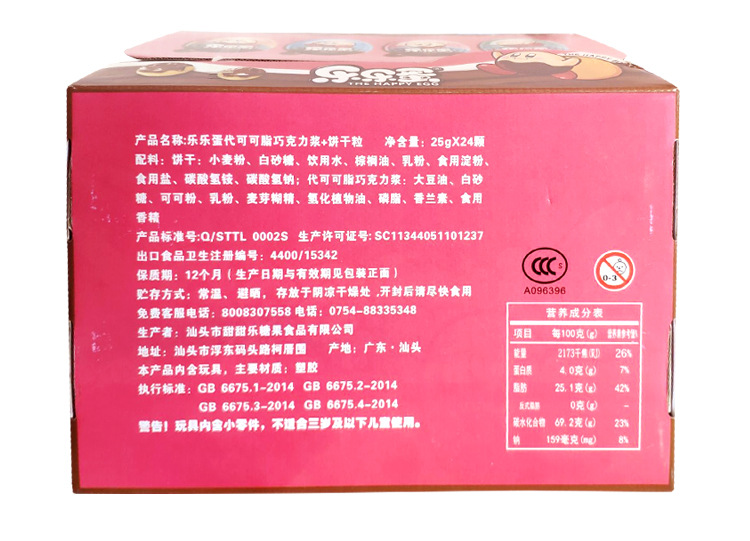 THE HAPPY EGG
产品名称:乐乐蛋代可可脂巧克力浆+饼干粒 净含量：25gX24颗
配料：饼干：小麦粉、白砂糖、饮用水、棕榈油、乳粉、食用淀粉、
食用盐、碳酸氢铵、碳酸氢钠；代可可脂巧克力浆：大豆油、白砂
糖、可可粉、乳粉、麦芽糊精、氢化植物油、磷脂、香兰素、食用
香精
产品标准号:Q/STTL 0002S 生产许可证号: SC11344051101237
出口食品卫生注册编号：4400/15342
保质期：12个月（生产日期与有效期见包装正面）
贮存方式：常温、避晒，存放于阴凉干燥处,开封后请尽快食用
免费客服电话：8008307558 电话：0754-88335348
生产者：汕头市甜甜乐糖果食品有限公司
地址：汕头市浮东码头路柯厝围 产地：广东·汕头
本产品内含玩具，主要材质：塑胶
执行标准：GB 6675.1-2014 GB 6675.2-2014
GB 6675.3-2014 GB 6675.4-2014
警告！玩具内含小零件，不适合三岁及以下儿童使用。
CCC S
A096396
0-3
营养成分表
项目 每100克(g) 营养素参考值%
能量 2173千焦(KJ) 26%
蛋白质 4.0克(g) 7%
脂肪 25.1克(g) 42%
反式脂肪 0克(g) -
碳水化合物 69.2克(g) 23%
钠 159毫克(mg) 8%